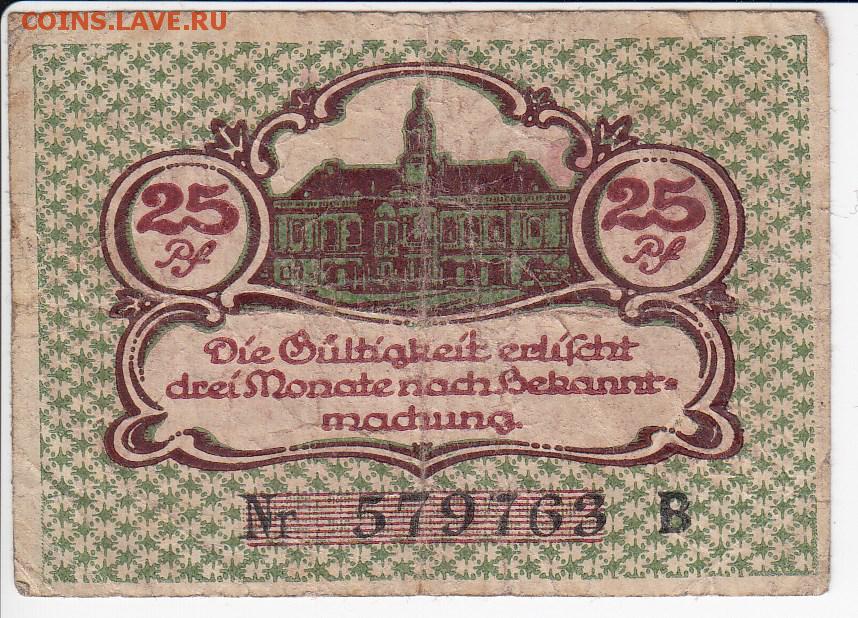 COINS.LAVE.RU
25 Pf
25 Pf
Die Gültigkeit erlischt
drei Monate nach Bekannt-
machung.
Nr 579763 B